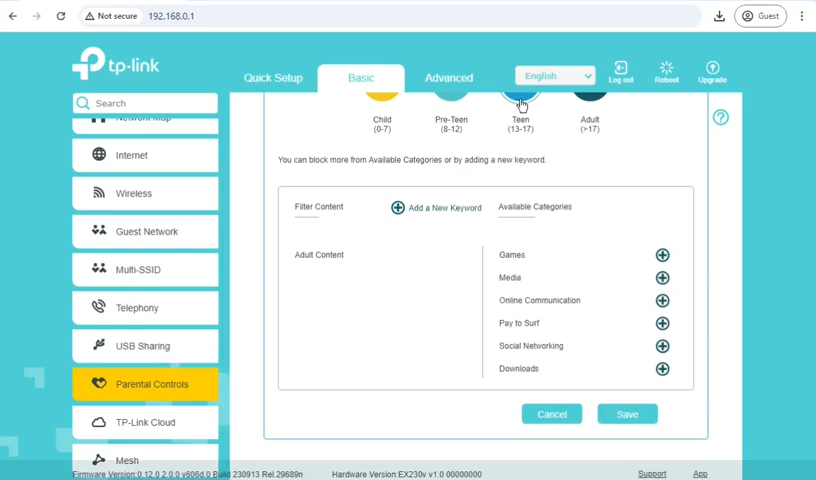 Not secure
192.168.0.1
Guest
tp-link
Quick Setup
Basic
Advanced
English
Log out
Reboot
Upgrade
Search
Network Map
Internet
Wireless
Guest Network
Multi-SSID
Telephony
USB Sharing
Parental Controls
TP-Link Cloud
Mesh
Child
(0-7)
Pre-Teen
(8-12)
Teen
(13-17)
Adult
(>17)
?
You can block more from Available Categories or by adding a new keyword.
Filter Content
Add a New Keyword
Available Categories
Adult Content
Games
Media
Online Communication
Pay to Surf
Social Networking
Downloads
Cancel
Save
Firmware Version:0.12.0 2.0.0 v606d.0 Build 230913 Rel.29689n
Hardware Version:EX230v v1.0 00000000
Support
App